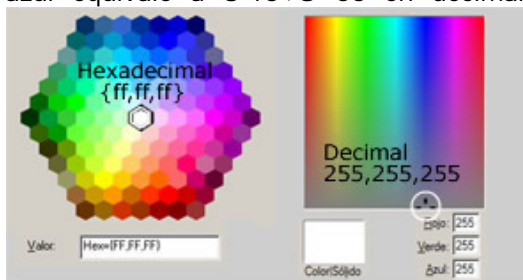 Hexadecimal
{ff,ff,ff}
Valor:
Hex={FF,FF,FF}
Decimal
255,255,255
Color|Sólido
Rojo: 255
Verde: 255
Azul: 255